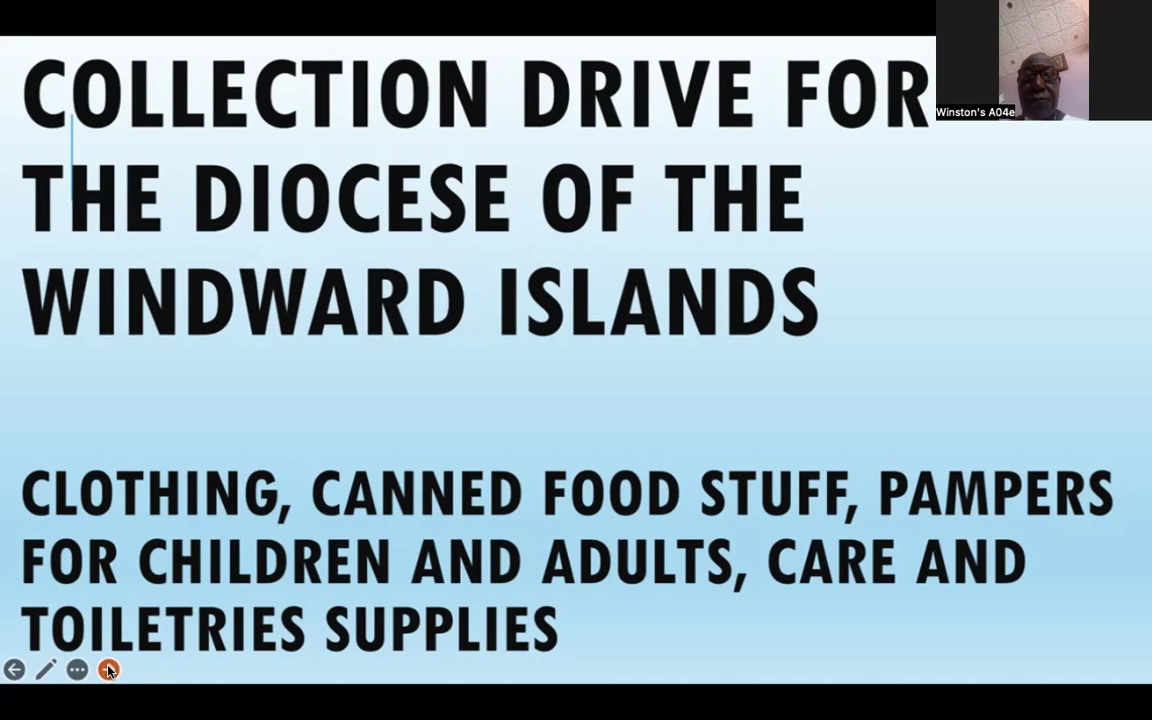 COLLECTION DRIVE FOR
THE DIOCESE OF THE
WINDWARD ISLANDS
CLOTHING, CANNED FOOD STUFF, PAMPERS
FOR CHILDREN AND ADULTS, CARE AND
TOILETRIES SUPPLIES
Winston's A04e